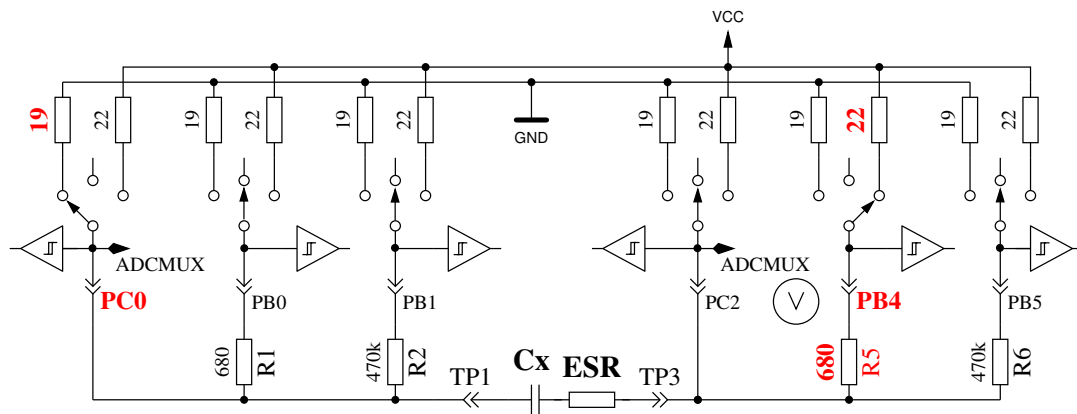 VCC
19
22
19
22
19
22
GND
19
22
19
22
19
22
ADCMUX
ADCMUX
PC0
PB0
PB1
PC2
V
PB4
PB5
680
R1
470k
R2
TP1
Cx
ESR
TP3
680
R5
470k
R6